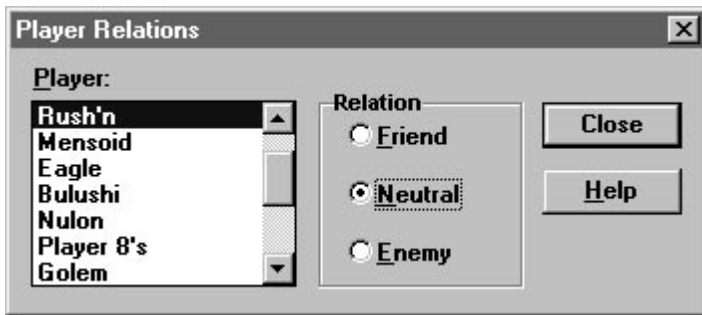 Player Relations
Player:
Rush'n
Mensoid
Eagle
Bulushi
Nulon
Player 8's
Golem
Relation
Friend
Neutral
Enemy
Close
Help